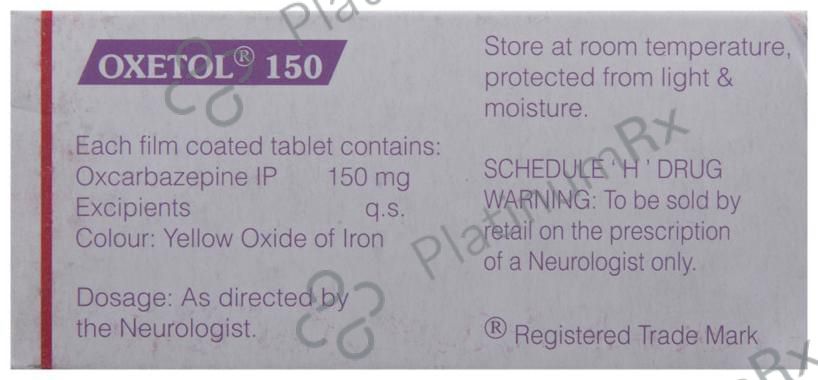 OXETOL® 150
Each film coated tablet contains:
Oxcarbazepine IP 150 mg
Excipients q.s.
Colour: Yellow Oxide of Iron
Dosage: As directed by
the Neurologist.
Store at room temperature,
protected from light &
moisture.
SCHEDULE ' H ' DRUG
WARNING: To be sold by
retail on the prescription
of a Neurologist only.
® Registered Trade Mark
PlatinumRx